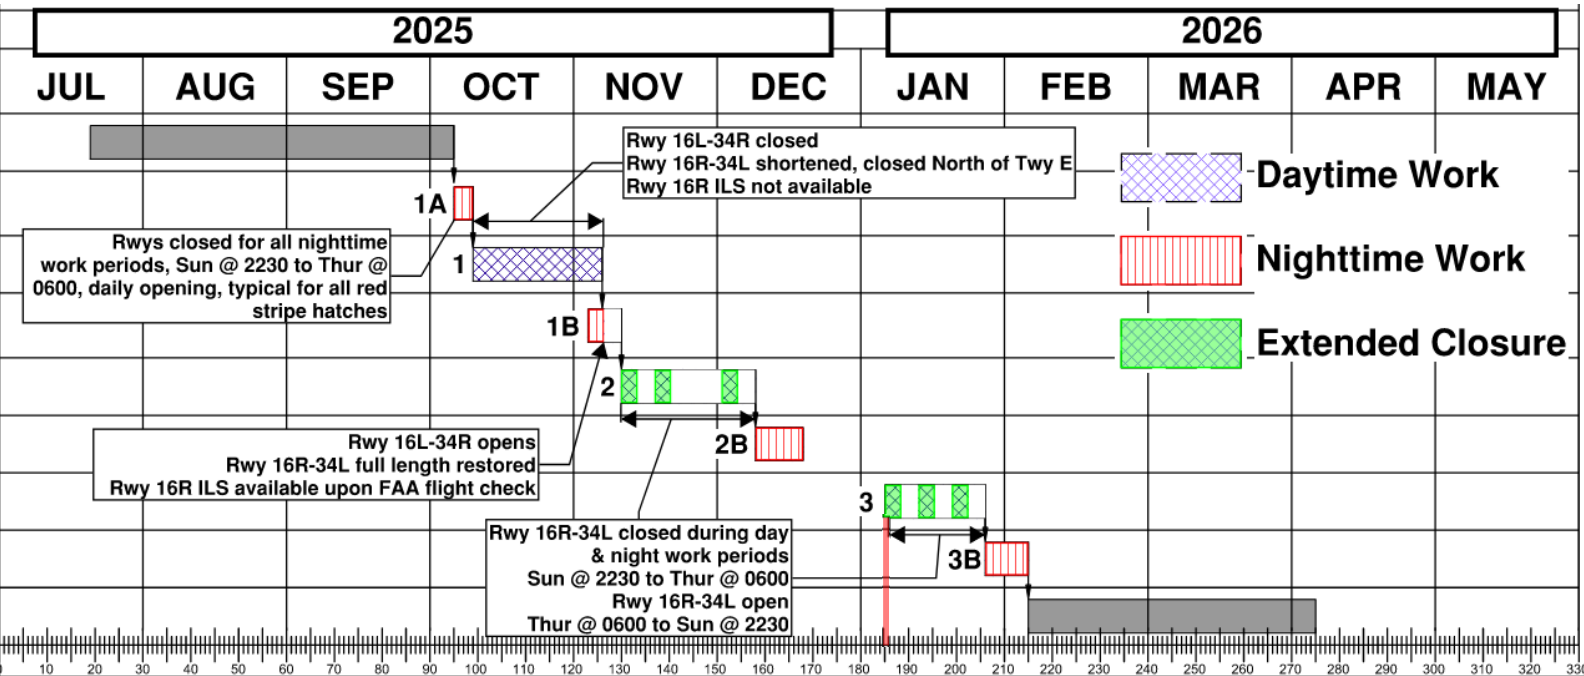 2025
2026
JUL
AUG
SEP
OCT
NOV
DEC
JAN
FEB
MAR
APR
MAY
Rwy 16L-34R closed
Rwy 16R-34L shortened, closed North of Twy E
Rwy 16R ILS not available
Daytime Work
1A
Rwys closed for all nighttime
work periods, Sun @ 2230 to Thur @
0600, daily opening, typical for all red
stripe hatches
1
Nighttime Work
1B
Extended Closure
2
Rwy 16L-34R opens
Rwy 16R-34L full length restored
Rwy 16R ILS available upon FAA flight check
2B
3
Rwy 16R-34L closed during day
& night work periods
Sun @ 2230 to Thur @ 0600
Rwy 16R-34L open
Thur @ 0600 to Sun @ 2230
3B
0 10 20 30 40 50 60 70 80 90 100 110 120 130 140 150 160 170 180 190 200 210 220 230 240 250 260 270 280 290 300 310 320 330